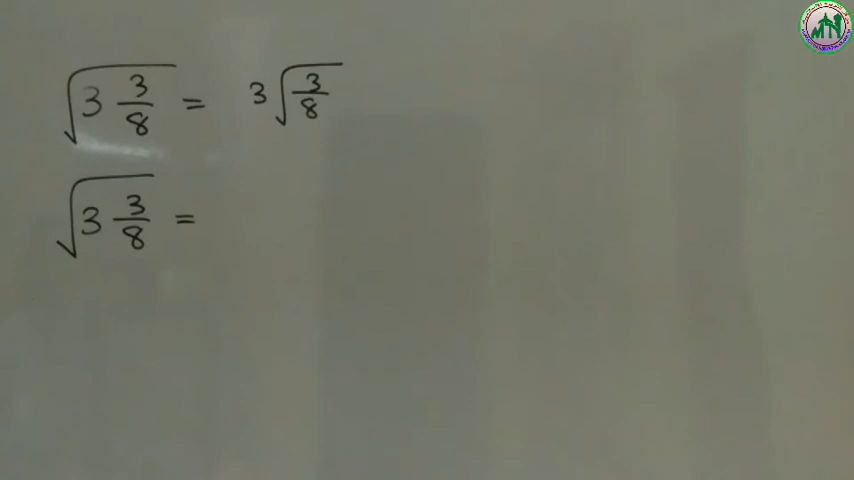 √(3 3/8) = 3√(3/8)
√(3 3/8) =